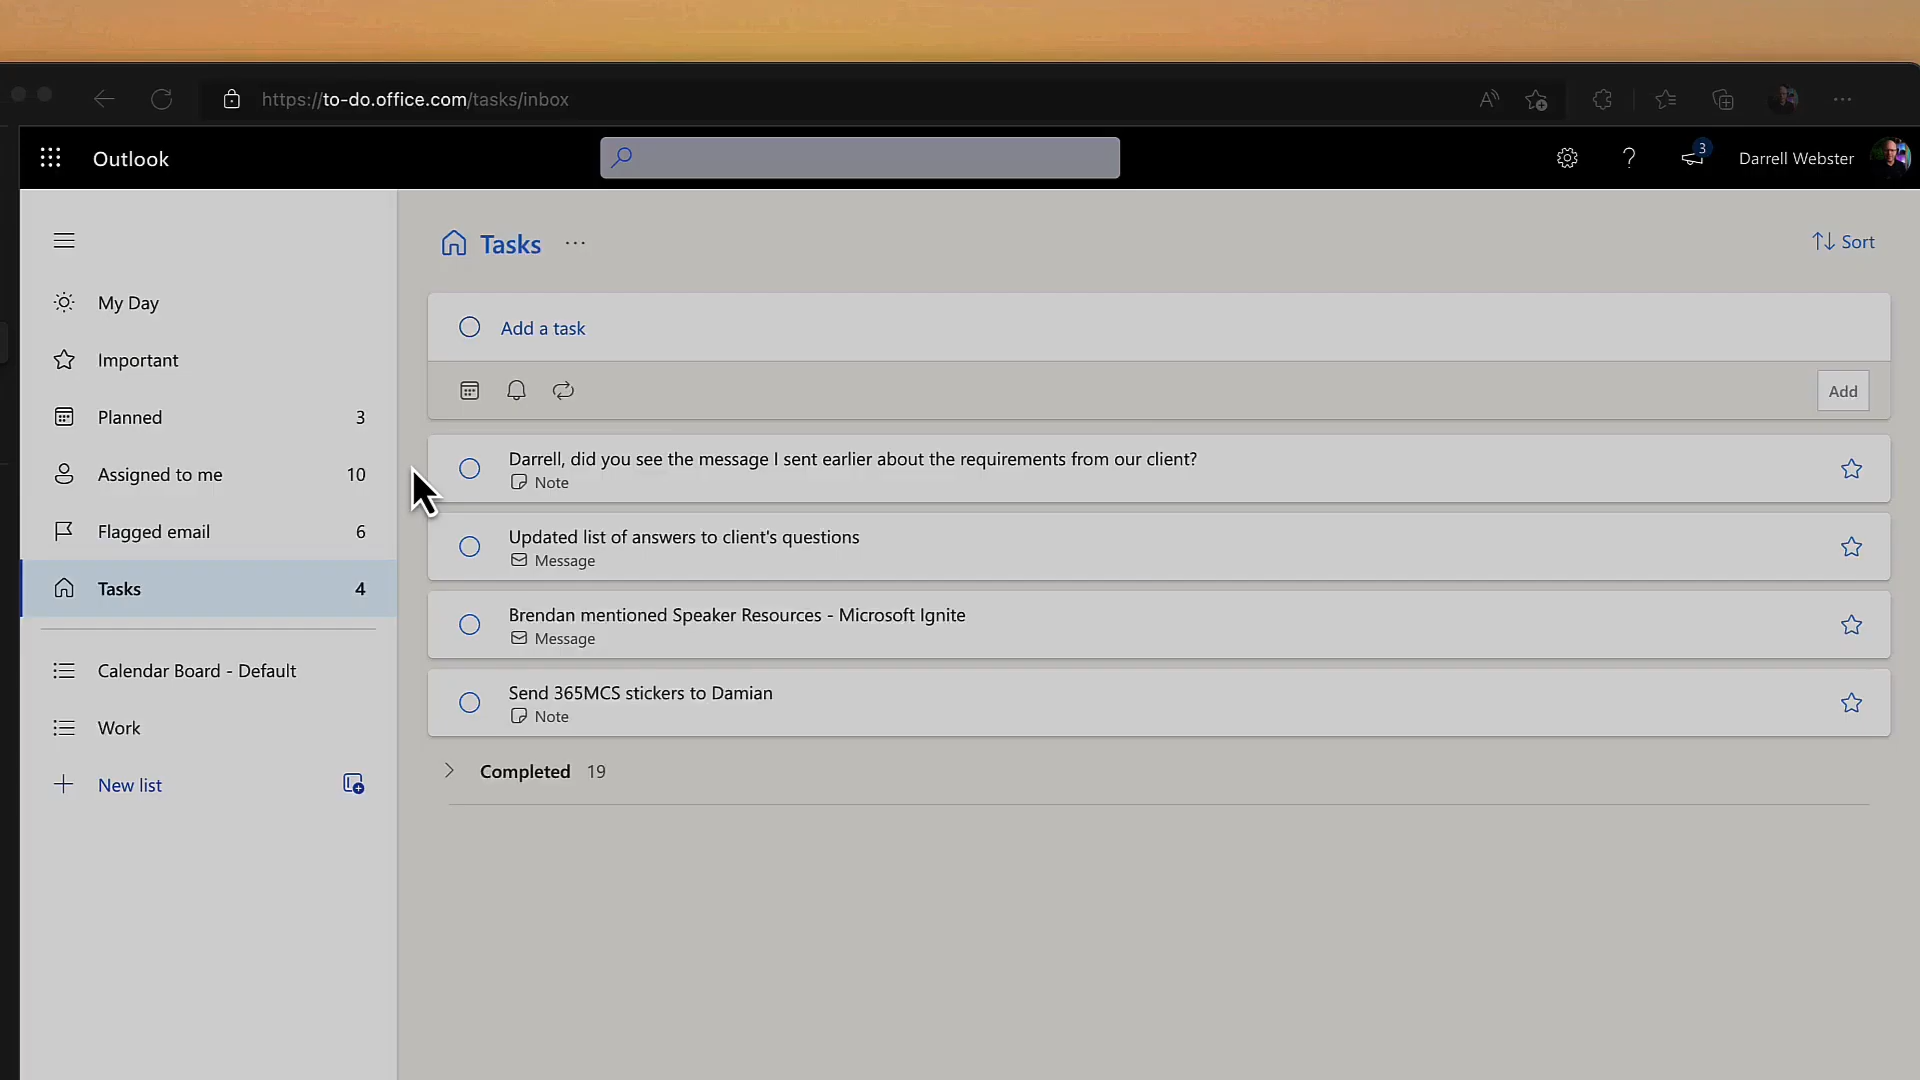 https://to-do.office.com/tasks/inbox
Outlook
3
Darrell Webster
My Day
Important
Planned 3
Assigned to me 10
Flagged email 6
Tasks 4
Calendar Board - Default
Work
New list
Tasks
Sort
Add a task
Add
Darrell, did you see the message I sent earlier about the requirements from our client?
Note
Updated list of answers to client's questions
Message
Brendan mentioned Speaker Resources - Microsoft Ignite
Message
Send 365MCS stickers to Damian
Note
Completed 19